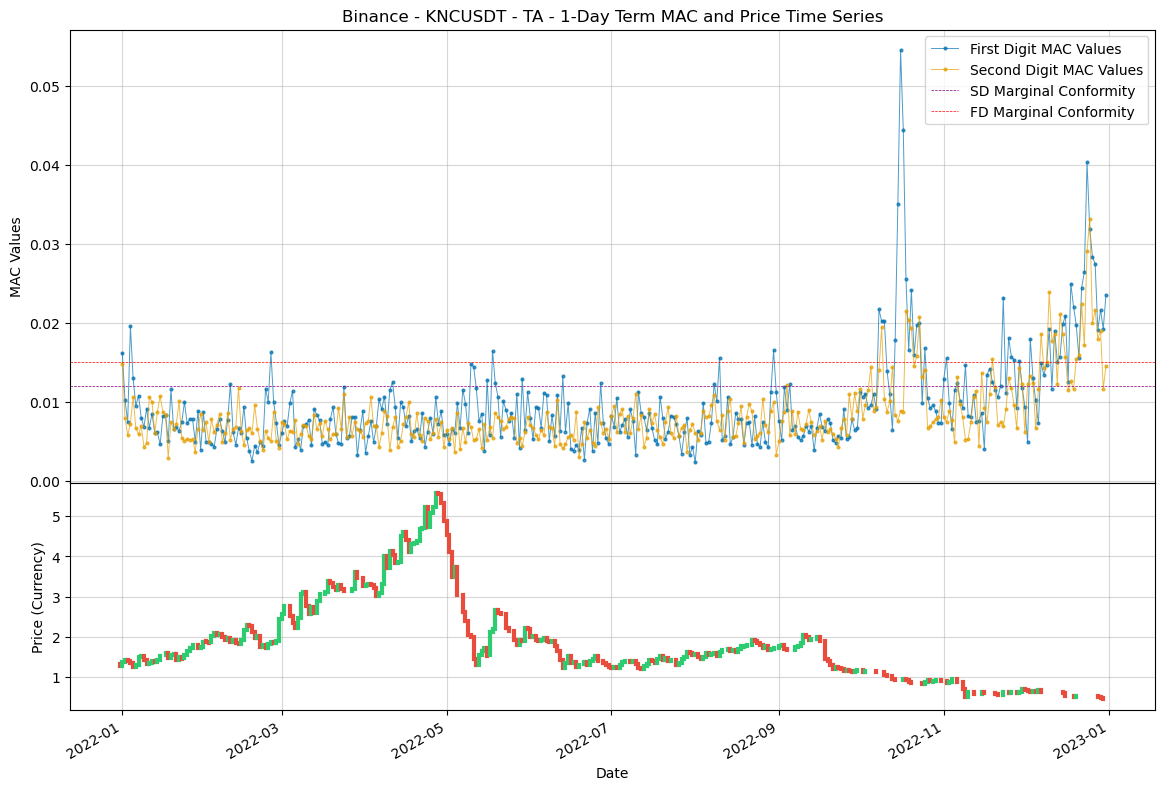 Binance - KNCUSDT - TA - 1-Day Term MAC and Price Time Series
First Digit MAC Values
Second Digit MAC Values
SD Marginal Conformity
FD Marginal Conformity
MAC Values
0.05
0.04
0.03
0.02
0.01
0.00
Price (Currency)
5
4
3
2
1
2022-01
2022-03
2022-05
2022-07
2022-09
2022-11
2023-01
Date